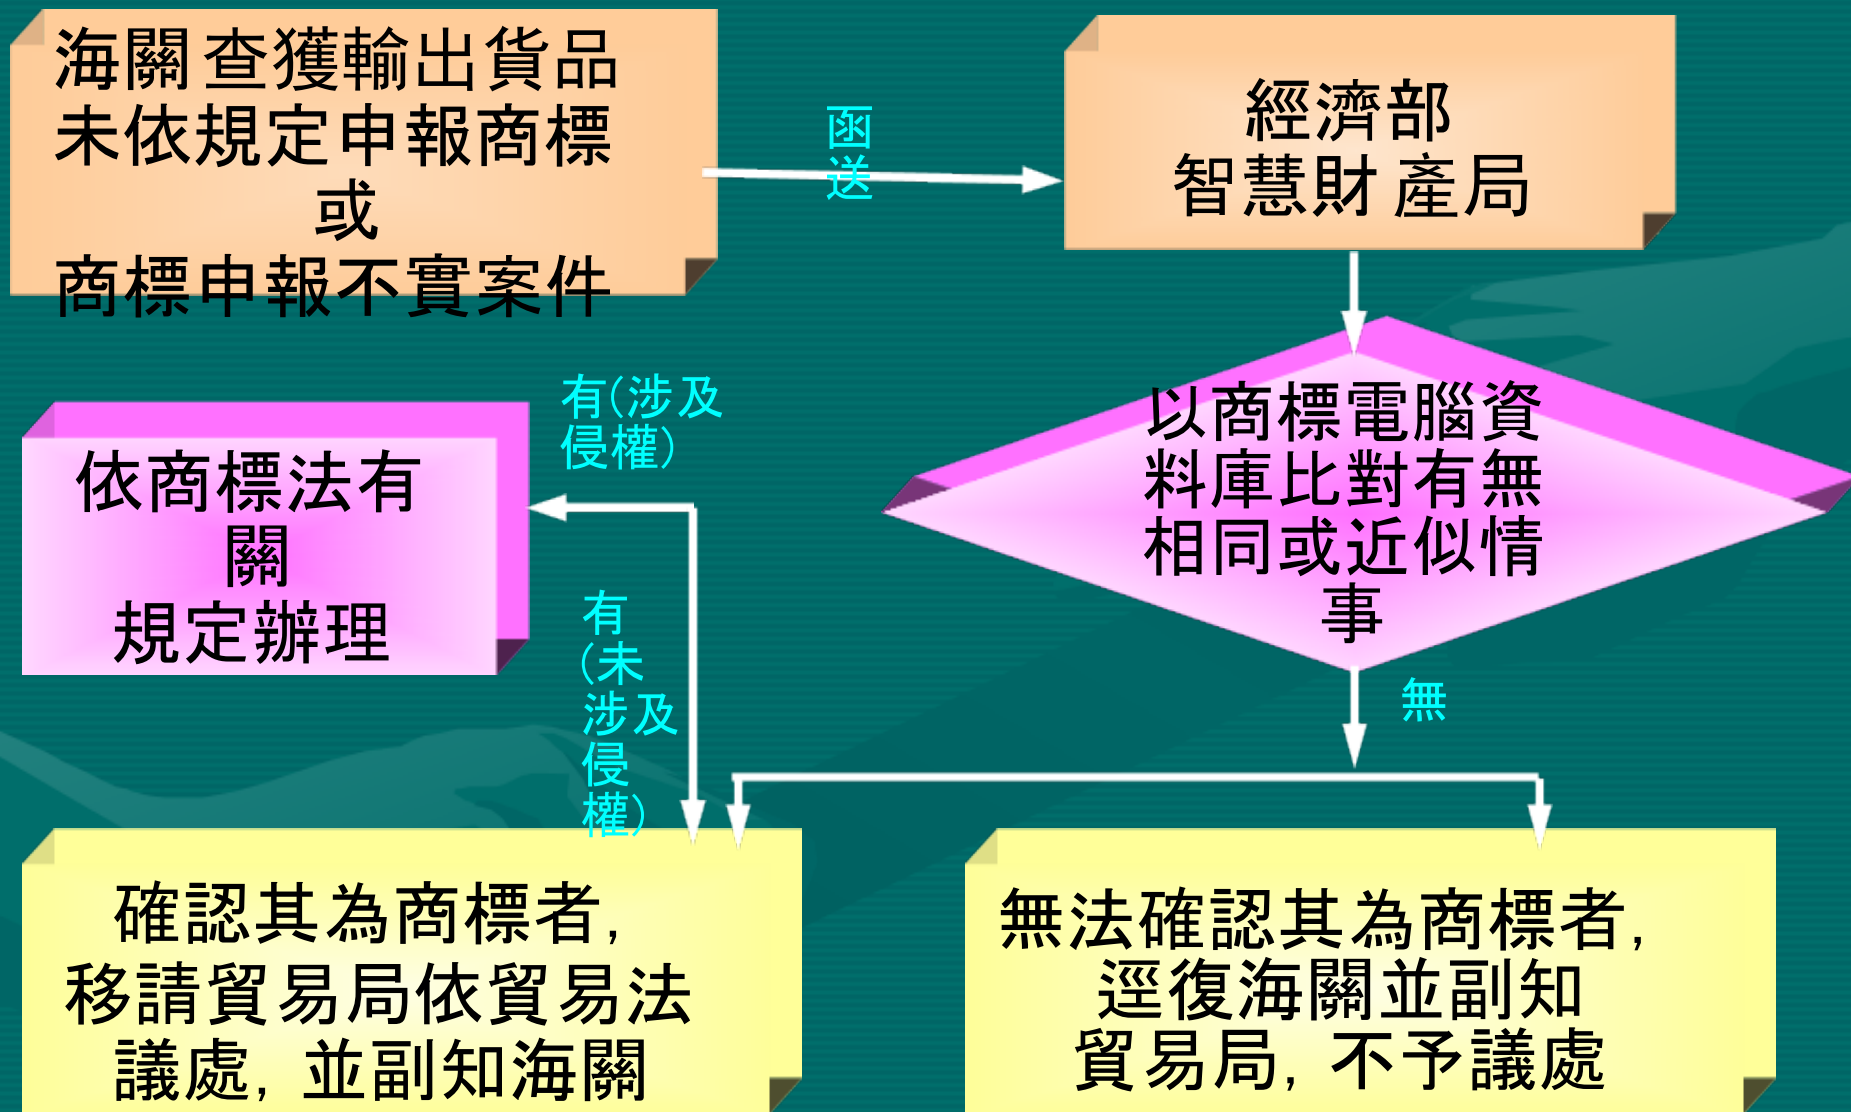 海關查獲輸出貨品
未依規定申報商標
或
商標申報不實案件
函
送
經濟部
智慧財產局
以商標電腦資
料庫比對有無
相同或近似情
事
有(涉及
侵權)
依商標法有
關
規定辦理
有
(未
涉及
侵
權)
無
確認其為商標者,
移請貿易局依貿易法
議處, 並副知海關
無法確認其為商標者,
逕復海關並副知
貿易局, 不予議處